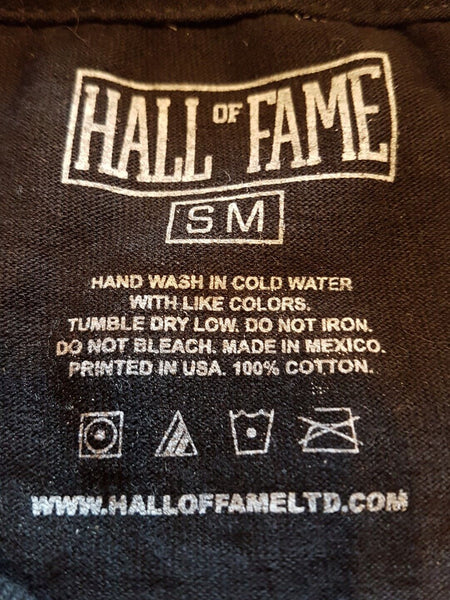 HALL OF FAME
SM
HAND WASH IN COLD WATER
WITH LIKE COLORS.
TUMBLE DRY LOW. DO NOT IRON.
DO NOT BLEACH. MADE IN MEXICO.
PRINTED IN USA. 100% COTTON.
WWW.HALLOFFAMELTD.COM